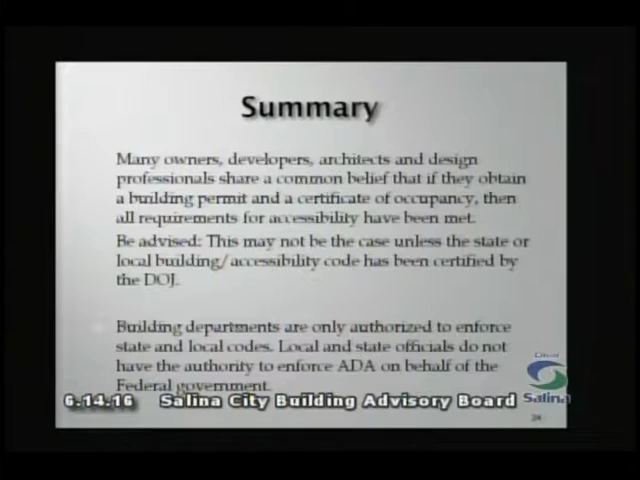 Summary
Many owners, developers, architects and design
professionals share a common belief that if they obtain
a building permit and a certificate of occupancy, then
all requirements for accessibility have been met.
Be advised: This may not be the case unless the state or
local building/accessibility code has been certified by
the DOJ.
Building departments are only authorized to enforce
state and local codes. Local and state officials do not
have the authority to enforce ADA on behalf of the
Federal government.
City of
Salina
6.14.16 Salina City Building Advisory Board